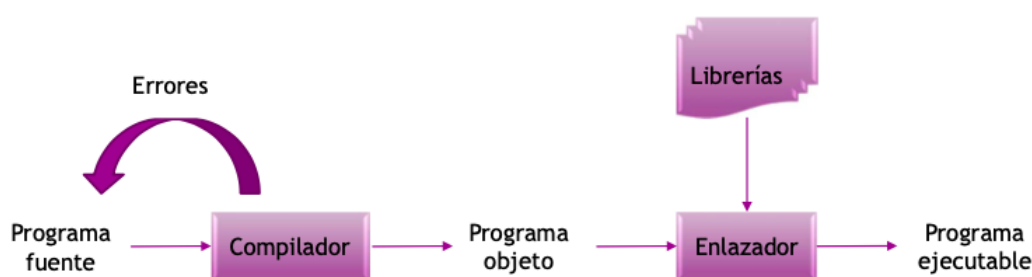 Errores
Librerías
Programa
fuente
Compilador
Programa
objeto
Enlazador
Programa
ejecutable